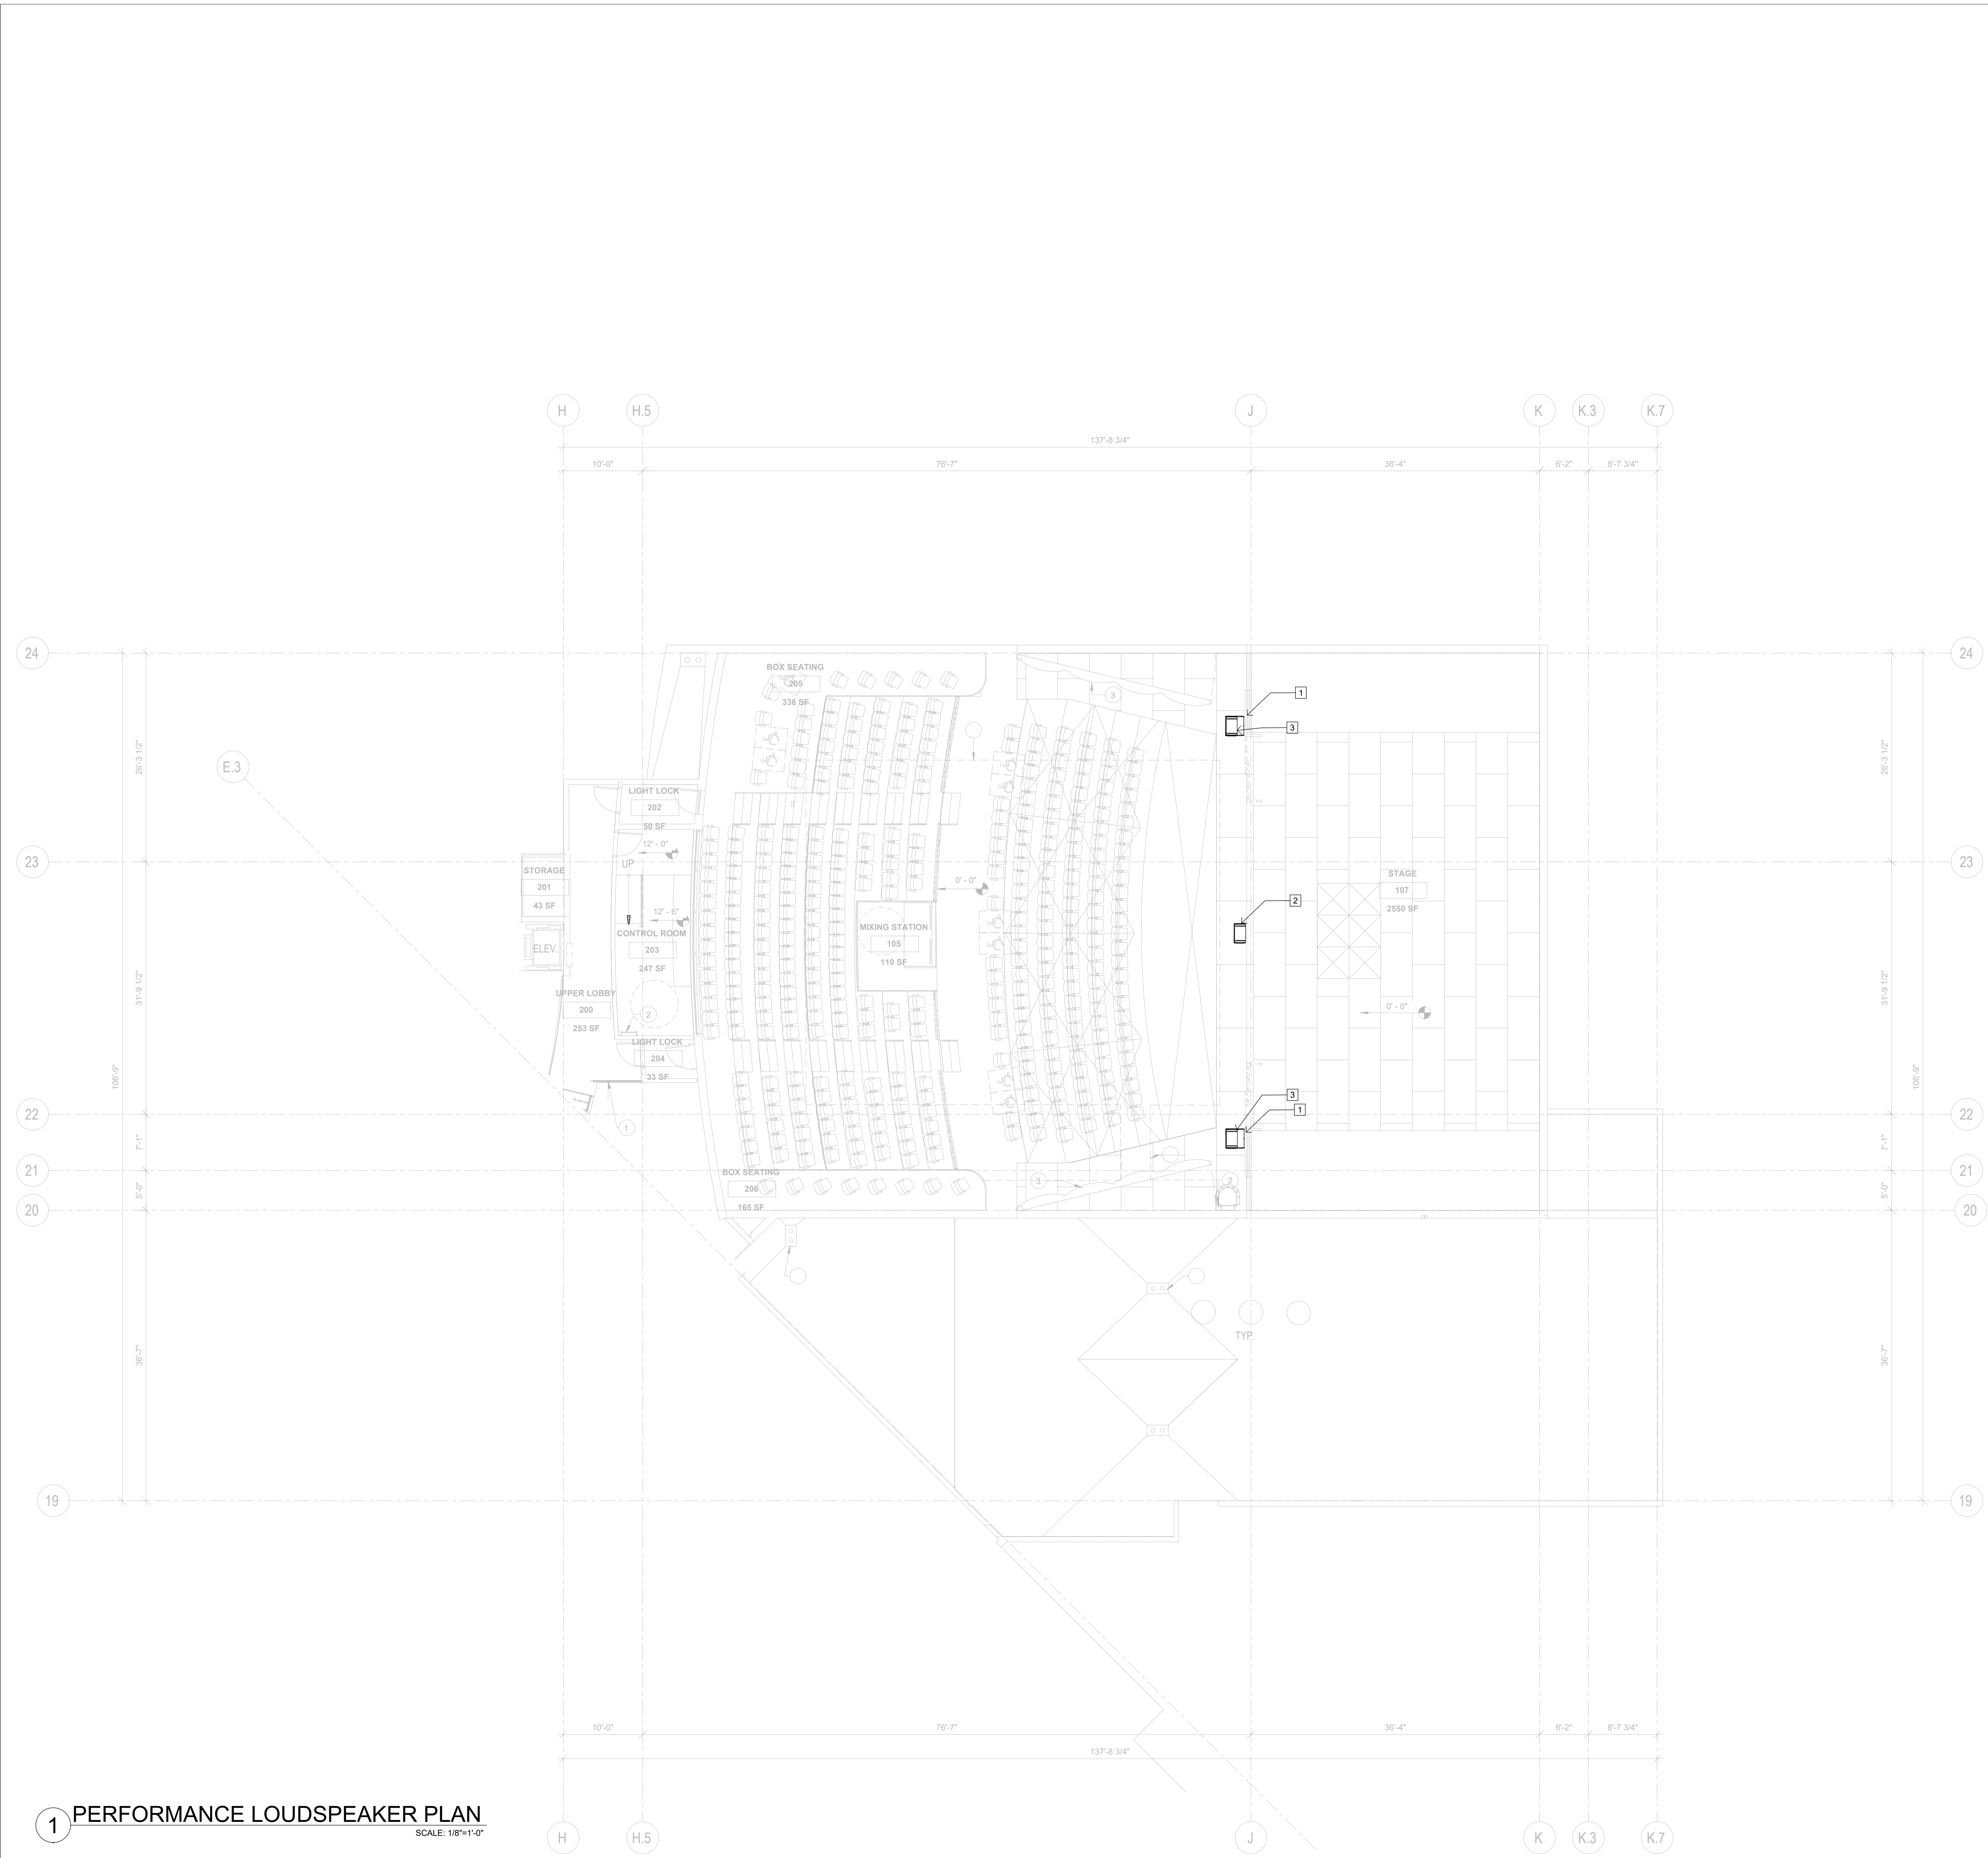 H
H.5
J
K
K.3
K.7
137'-8 3/4"
10'-0"
76'-7"
36'-4"
6'-2"
8'-7 3/4"
24
24
BOX SEATING
205
336 SF
3
1
3
26'-3 1/2"
26'-3 1/2"
E.3
LIGHT LOCK
202
50 SF
12' - 0"
UP
23
23
STORAGE
201
43 SF
0' - 0"
STAGE
107
2550 SF
2
12' - 6"
CONTROL ROOM
203
247 SF
MIXING STATION
105
110 SF
ELEV.
31'-9 1/2"
31'-9 1/2"
UPPER LOBBY
200
253 SF
2
0' - 0"
LIGHT LOCK
204
33 SF
106'-9"
106'-9"
3
1
22
22
1
7'-1"
7'-1"
21
21
BOX SEATING
206
165 SF
3
2
5'-0"
5'-0"
20
20
TYP.
36'-7"
36'-7"
19
19
10'-0"
76'-7"
36'-4"
6'-2"
8'-7 3/4"
137'-8 3/4"
1
PERFORMANCE LOUDSPEAKER PLAN
SCALE: 1/8"=1'-0"
H
H.5
J
K
K.3
K.7